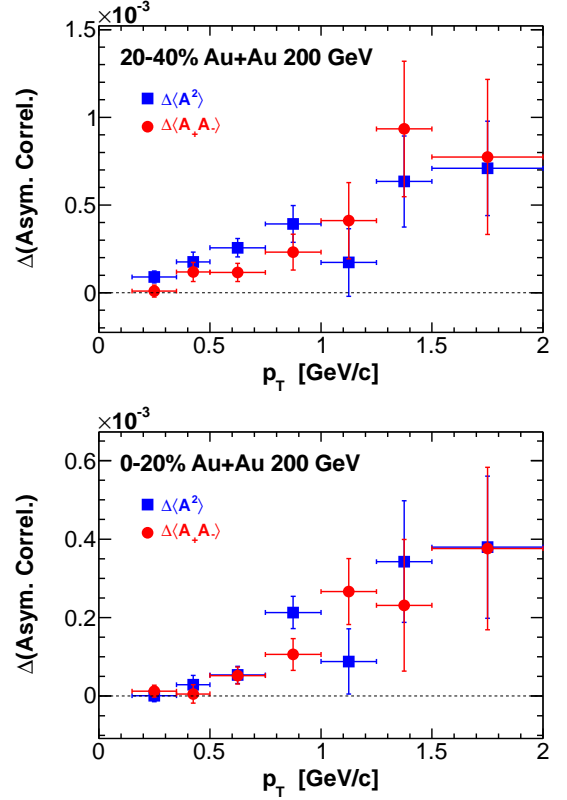 ×10⁻³
20-40% Au+Au 200 GeV
Δ⟨A²⟩
Δ⟨A₊A₋⟩
Δ(Asym. Correl.)
1.5
1
0.5
0
0 0.5 1 1.5 2
p_T [GeV/c]
×10⁻³
0-20% Au+Au 200 GeV
Δ⟨A²⟩
Δ⟨A₊A₋⟩
Δ(Asym. Correl.)
0.6
0.4
0.2
0
0 0.5 1 1.5 2
p_T [GeV/c]